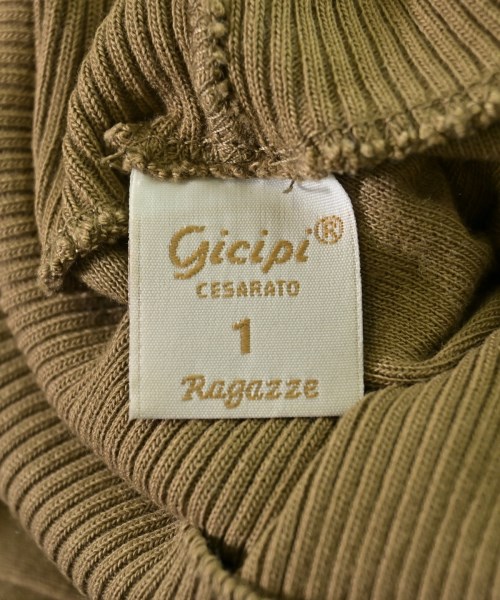 Gicipi®
CESARATO
1
Ragazze